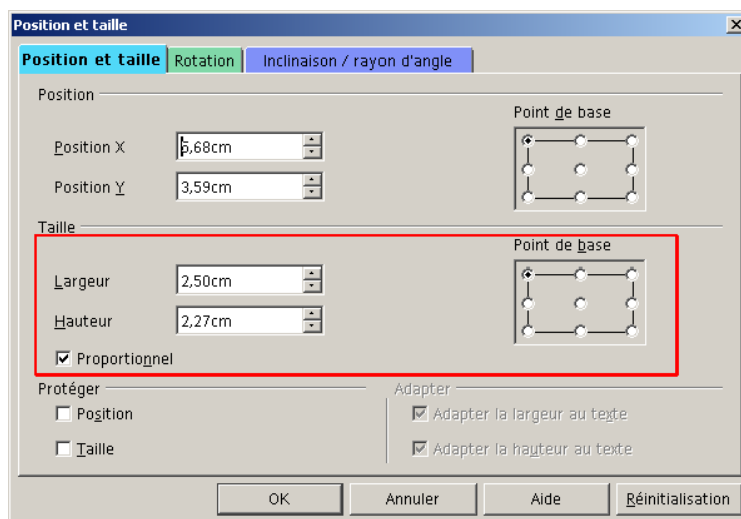 Position et taille
Position et taille Rotation Inclinaison / rayon d'angle
Position
Point de base
Position X 6,68cm
Position Y 3,59cm
Taille
Point de base
Largeur 2,50cm
Hauteur 2,27cm
Proportionnel
Protéger Adapter
Position Adapter la largeur au texte
Taille Adapter la hauteur au texte
OK Annuler Aide Réinitialisation